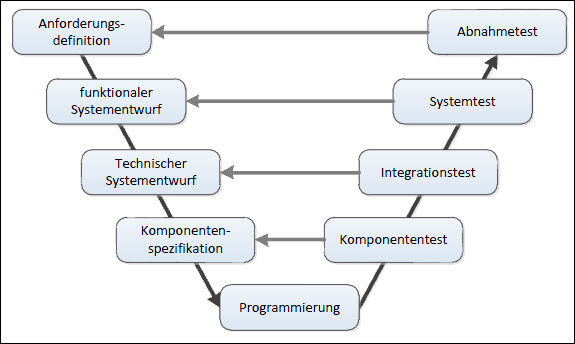 Anforderungs-
definition
Abnahmetest
funktionaler
Systementwurf
Systemtest
Technischer
Systementwurf
Integrationstest
Komponenten-
spezifikation
Komponententest
Programmierung